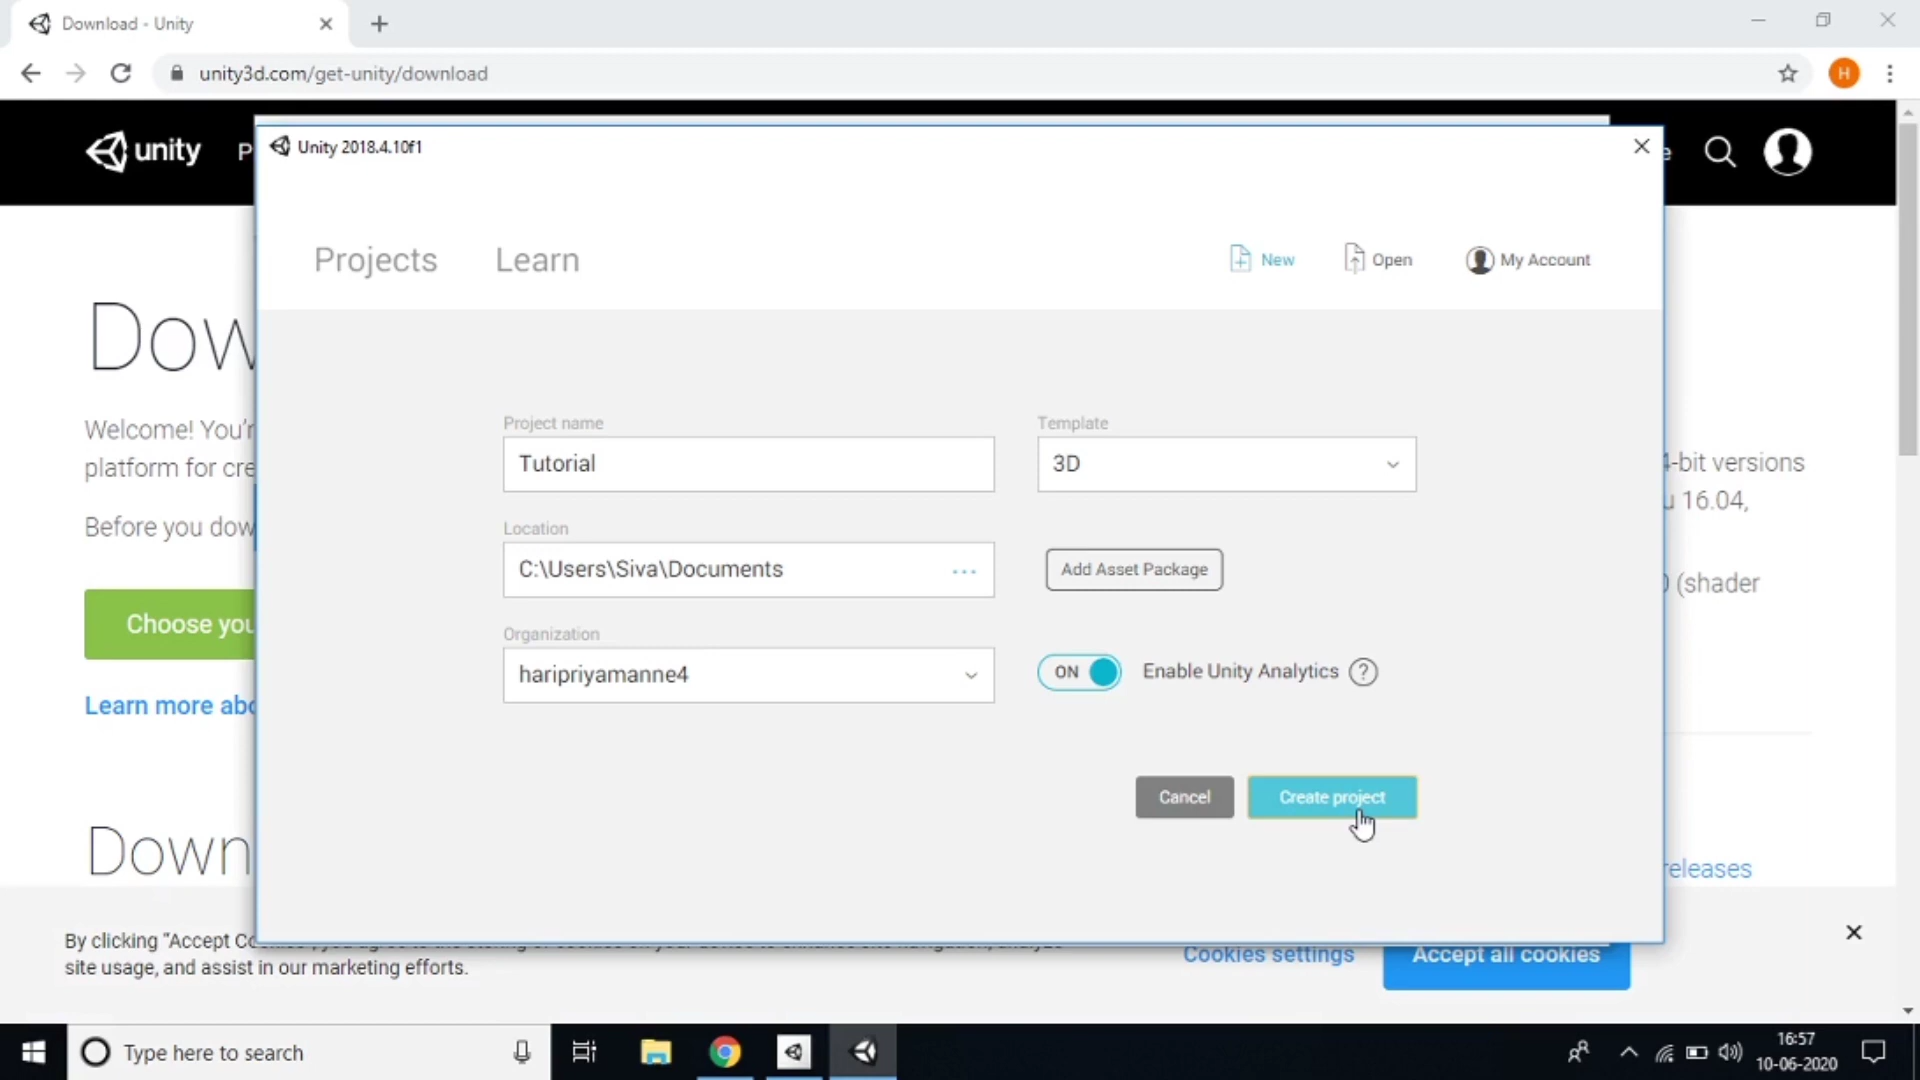 Download - Unity
unity3d.com/get-unity/download
H
unity
P
Unity 2018.4.10f1
e
Projects
Learn
New
Open
My Account
Dow
Welcome! You'r
platform for cre
4-bit versions
u 16.04,
Before you dow
) (shader
Project name
Template
Tutorial
3D
Location
C:\Users\Siva\Documents
...
Add Asset Package
Choose you
Organization
haripriyamanne4
ON
Enable Unity Analytics
?
Learn more abo
Cancel
Create project
Down
releases
By clicking "Accept Co
site usage, and assist in our marketing efforts.
Cookies settings
Accept all cookies
Type here to search
16:57
10-06-2020